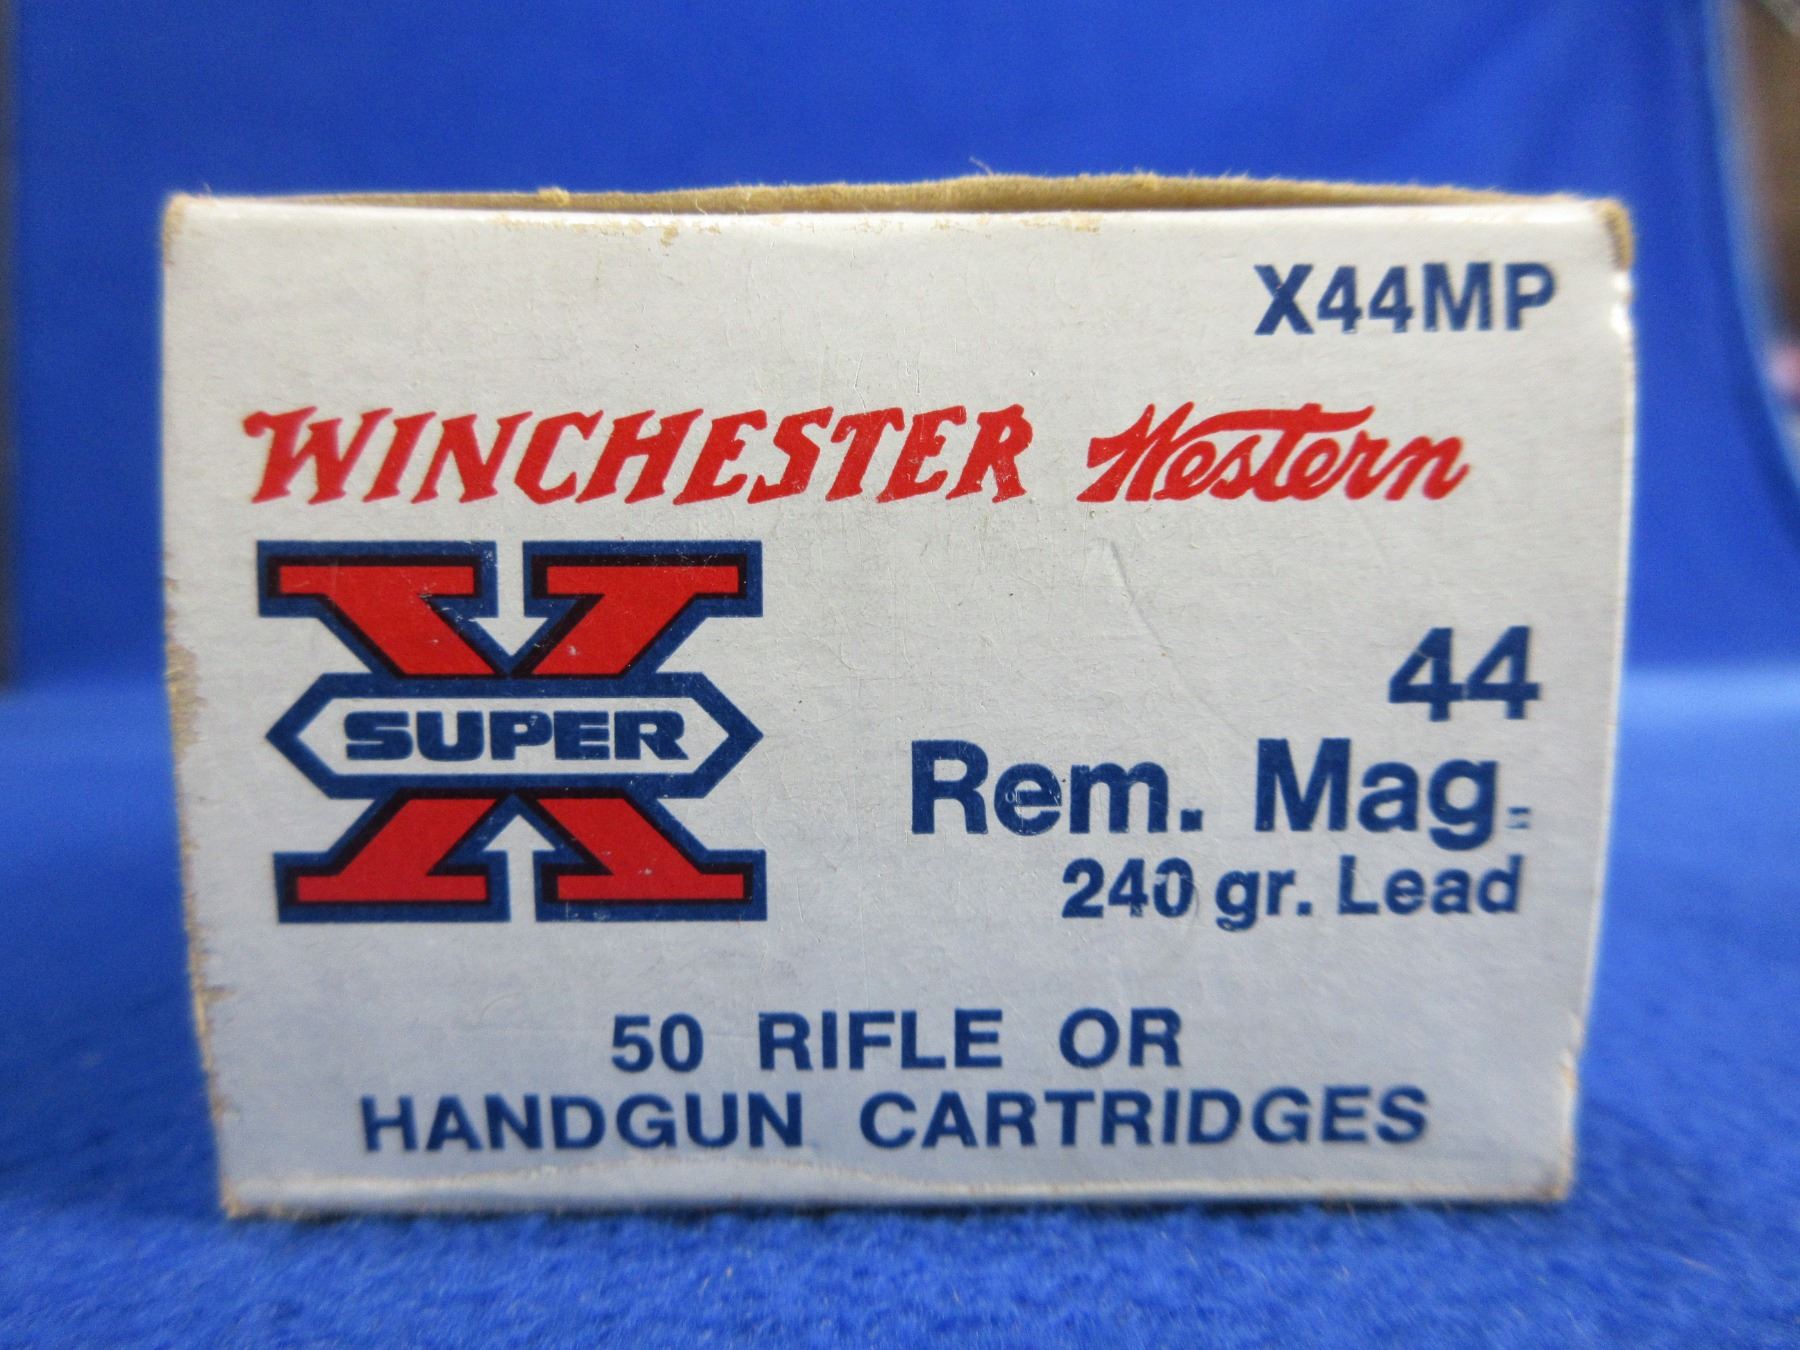 X44MP
WINCHESTER Western
SUPER X
44
Rem. Mag.
240 gr. Lead
50 RIFLE OR
HANDGUN CARTRIDGES